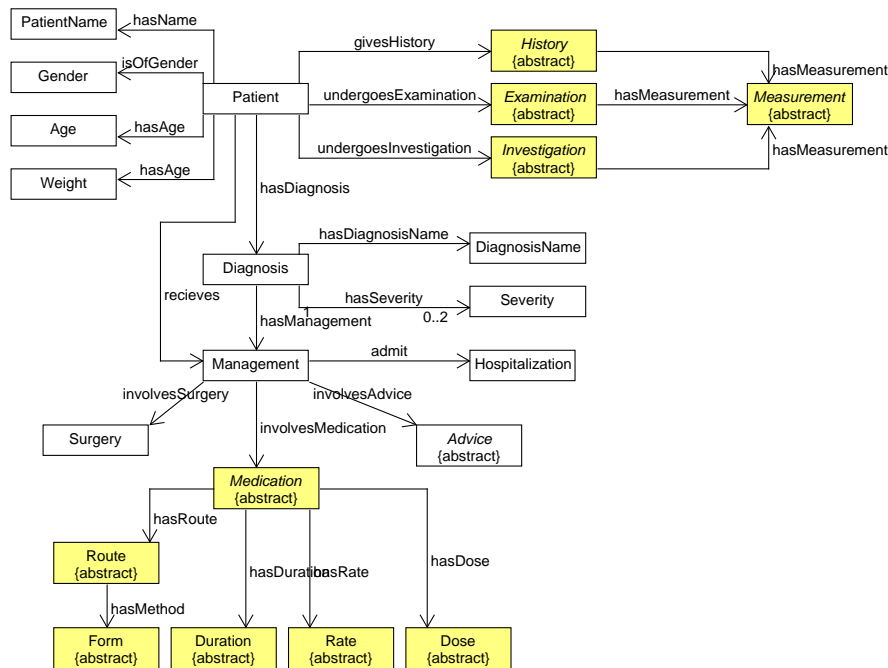 PatientName
hasName
givesHistory
History
{abstract}
hasMeasurement
Gender
isOfGender
Patient
undergoesExamination
Examination
{abstract}
hasMeasurement
Measurement
{abstract}
Age
hasAge
undergoesInvestigation
Investigation
{abstract}
hasMeasurement
Weight
hasAge
hasDiagnosis
hasDiagnosisName
DiagnosisName
Diagnosis
recieves
hasSeverity
Severity
1
0..2
hasManagement
Management
admit
Hospitalization
involvesSurgery
involvesAdvice
Surgery
involvesMedication
Advice
{abstract}
Medication
{abstract}
hasRoute
Route
{abstract}
hasDuration
hasRate
hasDose
hasMethod
Form
{abstract}
Duration
{abstract}
Rate
{abstract}
Dose
{abstract}